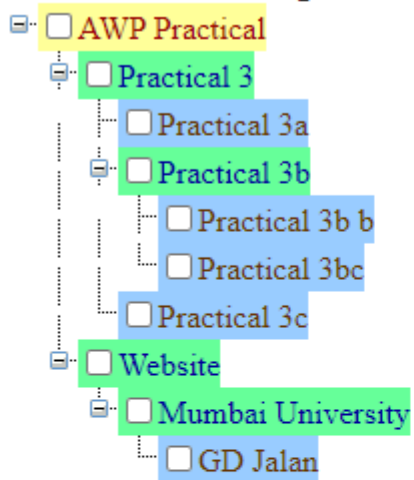 AWP Practical
Practical 3
Practical 3a
Practical 3b
Practical 3b b
Practical 3bc
Practical 3c
Website
Mumbai University
GD Jalan